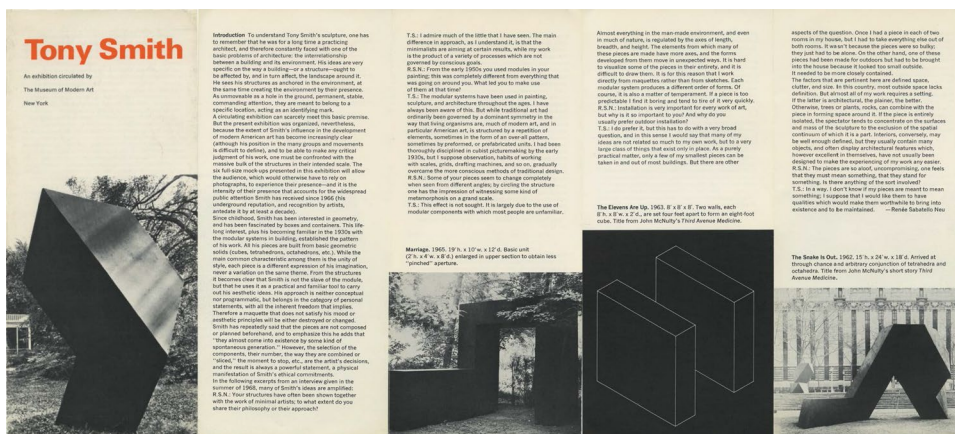 Tony Smith
An exhibition circulated by
The Museum of Modern Art
New York
Introduction To understand Tony Smith's sculpture, one has
to remember that he was for a long time a practicing
architect, and therefore constantly faced with one of the
basic problems of architecture: the interrelationship
between a building and its environment. His ideas are very
specific on the way a building—or a structure—ought to
be affected by, and in turn affect, the landscape around it.
He sees his structures as anchored in the environment, at
the same time creating the environment by their presence.
As unmoveable as a hole in the ground, permanent, stable,
commanding attention, they are meant to belong to a
specific location, acting as an identifying mark.
A circulating exhibition can scarcely meet this basic premise.
But the present exhibition was organized, nevertheless,
because the extent of Smith's influence in the development
of modern American art has become increasingly clear
(although his position in the many groups and movements
is difficult to define), and to be able to make any critical
judgment of his work, one must be confronted with the
massive bulk of the structures in their intended scale. The
six full-size mock-ups presented in this exhibition will allow
the audience, which would otherwise have to rely on
photographs, to experience their presence—and it is the
intensity of their presence that accounts for the widespread
public attention Smith has received since 1966 (his
underground reputation, and recognition by artists,
antedate it by at least a decade).
Since childhood, Smith has been interested in geometry,
and has been fascinated by boxes and containers. This life-
long interest, plus his becoming familiar in the 1930s with
the modular systems in building, established the pattern
of his work. All his pieces are built from basic geometric
solids (cubes, tetrahedrons, octahedrons, etc.). While the
main common characteristic among them is the unity of
style, each piece is a different expression of his imagination,
never a variation on the same theme. From the structures
it becomes clear that Smith is not the slave of the module,
but that he uses it as a practical and familiar tool to carry
out his aesthetic ideas. His approach is neither conceptual
nor programmatic, but belongs in the category of personal
statements, with all the inherent freedom that implies.
Therefore a maquette that does not satisfy his mood or
aesthetic principles will be either destroyed or changed.
Smith has repeatedly said that the pieces are not composed
or planned beforehand, and to emphasize this he adds that
"they almost come into existence by some kind of
spontaneous generation." However, the selection of the
components, their number, the way they are combined or
"sliced," the moment to stop, etc., are the artist's decisions,
and the result is always a powerful statement, a physical
manifestation of Smith's ethical commitments.
In the following excerpts from an interview given in the
summer of 1968, many of Smith's ideas are amplified:
R.S.N.: Your structures have often been shown together
with the work of minimal artists; to what extent do you
share their philosophy or their approach?
T.S.: I admire much of the little that I have seen. The main
difference in approach, as I understand it, is that the
minimalists are aiming at certain results, while my work
is the product of a variety of processes which are not
governed by conscious goals.
R.S.N.: From the early 1950s you used modules in your
painting; this was completely different from everything that
was going on around you. What led you to make use
of them at that time?
T.S.: The modular systems have been used in painting,
sculpture, and architecture throughout the ages. I have
always been aware of this. But while traditional art had
ordinarily been governed by a dominant symmetry in the
way that living organisms are, much of modern art, and in
particular American art, is structured by a repetition of
elements, sometimes in the form of an over-all pattern,
sometimes by preformed, or prefabricated units. I had been
thoroughly disciplined in cubist picturemaking by the early
1930s, but I suppose observation, habits of working
with scales, grids, drafting machines, and so on, gradually
overcame the more conscious methods of traditional design.
R.S.N.: Some of your pieces seem to change completely
when seen from different angles; by circling the structure
one has the impression of witnessing some kind of
metamorphosis on a grand scale.
T.S.: This effect is not sought. It is largely due to the use of
modular components with which most people are unfamiliar.
Marriage. 1965. 10'h. x 10'w. x 12'd. Basic unit
(2'h. x 4'w. x 8'd.) enlarged in upper section to obtain less
"pinched" aperture.
Almost everything in the man-made environment, and even
in much of nature, is regulated by the axes of length,
breadth, and height. The elements from which many of
these pieces are made have more axes, and the forms
developed from them move in unexpected ways. It is hard
to visualize some of the pieces in their entirety, and it is
difficult to draw them. It is for this reason that I work
directly from maquettes rather than from sketches. Each
modular system produces a different order of forms. Of
course, it is also a matter of temperament. If a piece is too
predictable I find it boring and tend to tire of it very quickly.
R.S.N.: Installation is very important for every work of art,
but why is it so important to you? And why do you
usually prefer outdoor installation?
T.S.: I do prefer it, but this has to do with a very broad
question, and in this sense I would say that many of my
ideas are not related so much to my own work, but to a very
large class of things that exist only in place. As a purely
practical matter, only a few of my smallest pieces can be
taken in and out of most buildings. But there are other
The Elevens Are Up. 1963. 8' x 8' x 8'. Two walls, each
8'h. x 8'w. x 2'd., are set four feet apart to form an eight-foot
cube. Title from John McNulty's Third Avenue Medicine.
aspects of the question. Once I had a piece in each of two
rooms in my house, but I had to take everything else out of
both rooms. It wasn't because the pieces were so bulky;
they just had to be alone. On the other hand, one of these
pieces had been made for outdoors but had to be brought
into the house because it looked too small outside.
It needed to be more closely contained.
The factors that are pertinent here are defined space,
clutter, and size. In this country, most outside space lacks
definition. But almost all of my work requires a setting.
If the latter is architectural, the plainer, the better.
Otherwise, trees or plants, rocks, can combine with the
piece in forming space around it. If the piece is entirely
isolated, the spectator tends to concentrate on the surfaces
and mass of the sculpture to the exclusion of the spatial
continuum of which it is a part. Interiors, conversely, may
be well enough defined, but they usually contain many
objects, and often display architectural features which,
however excellent in themselves, have not usually been
designed to make the experiencing of my work any easier.
R.S.N.: The pieces are so aloof, uncompromising, one feels
that they must mean something, that they stand for
something. Is there anything of the sort involved?
T.S.: In a way. I don't know if my pieces are meant to mean
something; I suppose that I would like them to have
qualities which would make them worthwhile to bring into
existence and to be maintained. —Renée Sabatello Neu
The Snake Is Out. 1962. 15'h. x 24'w. x 18'd. Arrived at
through chance and arbitrary conjunction of tetrahedra and
octahedra. Title from John McNulty's short story Third
Avenue Medicine.